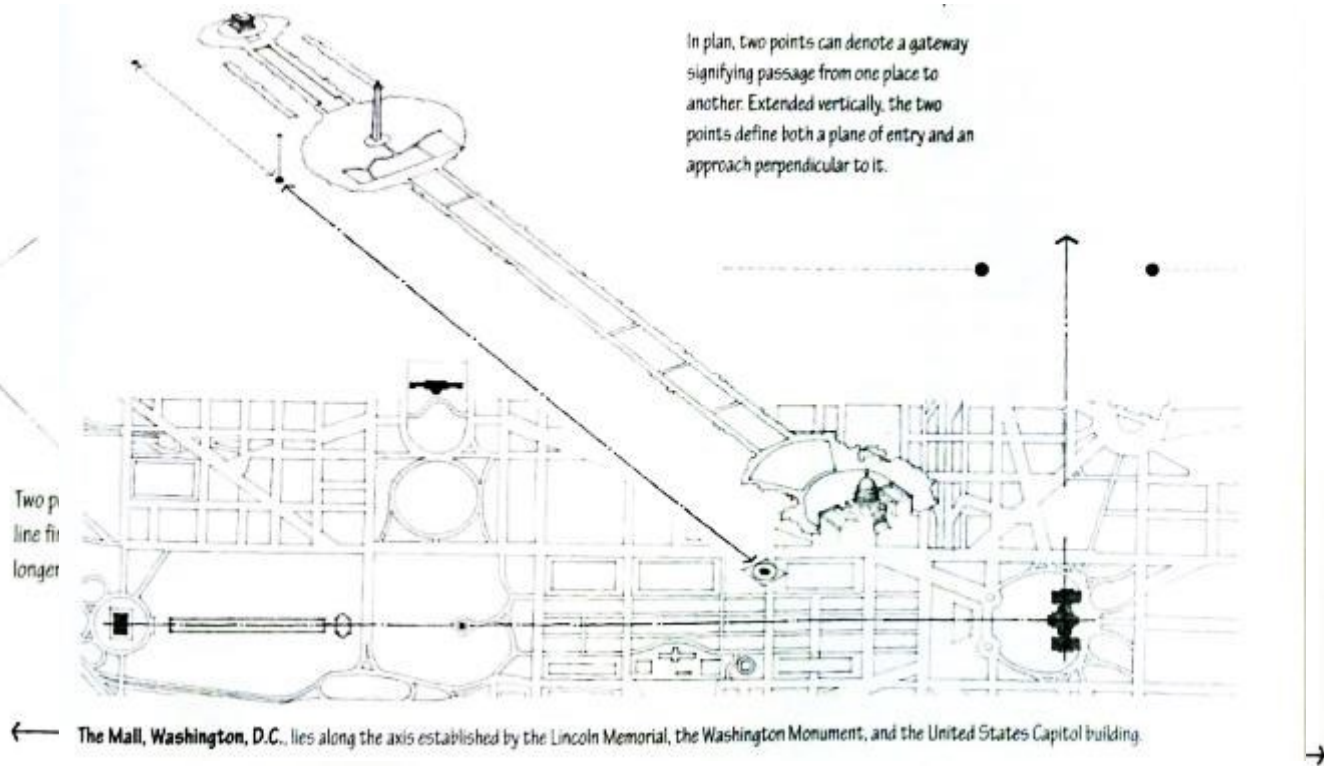 In plan, two points can denote a gateway
signifying passage from one place to
another. Extended vertically, the two
points define both a plane of entry and an
approach perpendicular to it.
Two p
line fi
longer
The Mall, Washington, D.C., lies along the axis established by the Lincoln Memorial, the Washington Monument, and the United States Capitol building.